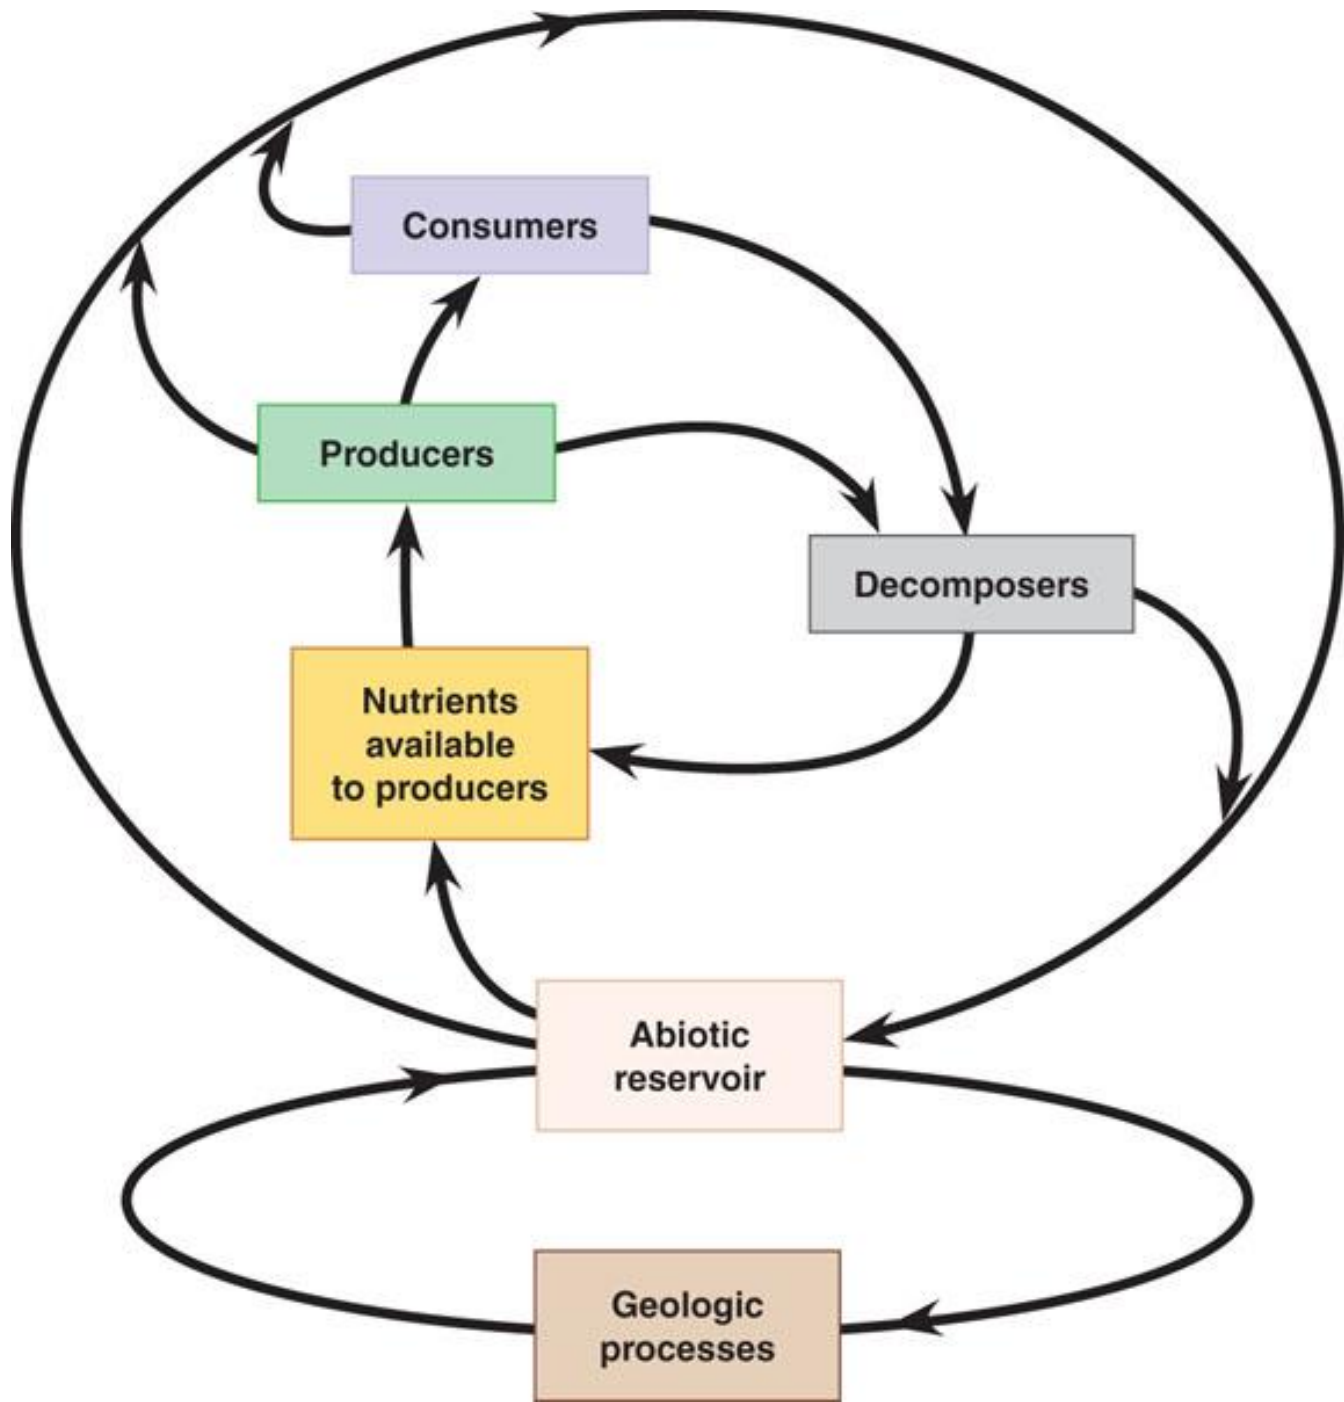 Consumers
Producers
Decomposers
Nutrients
available
to producers
Abiotic
reservoir
Geologic
processes